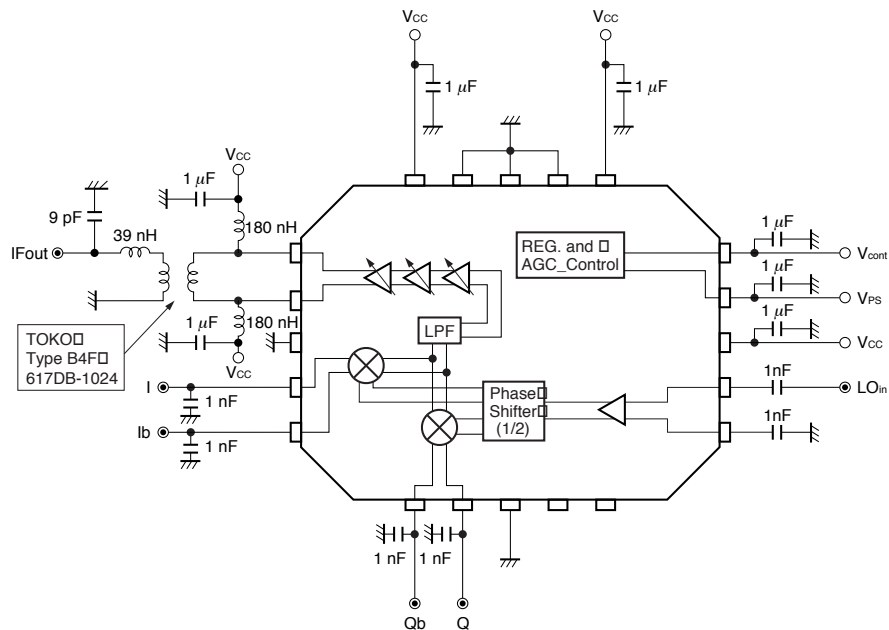 VCC
VCC
1 μF
1 μF
VCC
1 μF
9 pF
180 nH
39 nH
IFout
REG. and □
AGC_Control
1 μF
Vcont
1 μF
VPS
1 μF
VCC
TOKO□
Type B4F□
617DB-1024
1 μF
180 nH
VCC
LPF
I
1 nF
Ib
1 nF
Phase□
Shifter□
(1/2)
1nF
LOin
1nF
1 nF
1 nF
Qb
Q